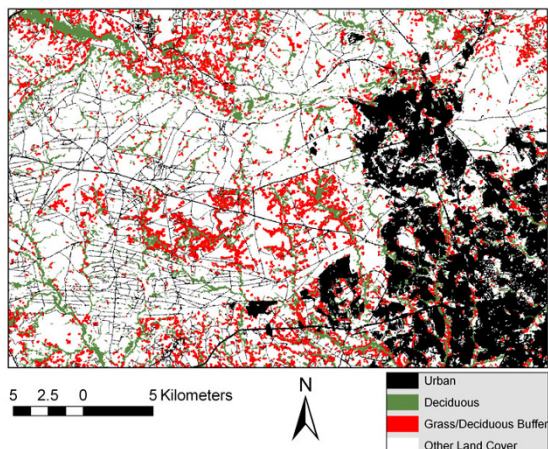 5 2.5 0 5 Kilometers
N
Urban
Deciduous
Grass/Deciduous Buffer
Other Land Cover